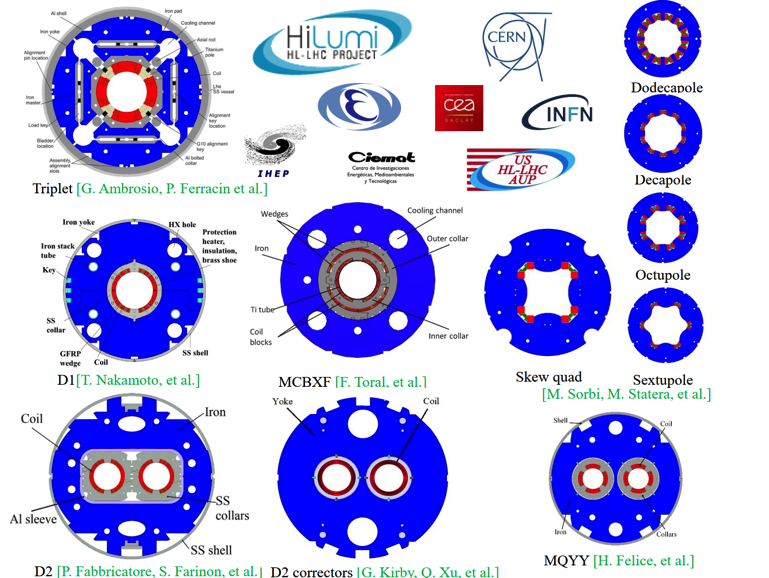 Al shell
Iron pad
Iron yoke
Cooling channel
Axial rod
Alignment
pin location
Titanium
pole
Coil
Lhe
SS vessel
Iron
master
Alignment
key
location
Load key
Bladder
location
G10 alignment
key
Assembly
alignment
slots
Al bolted
collar
Triplet [G. Ambrosio, P. Ferracin et al.]
HiLumi
HL-LHC PROJECT
CERN
cea
SACLAY
INFN
IHEP
Ciemat
Centro de Investigaciones
Energéticas, Medioambientales
y Tecnológicas
US
HL-LHC
AUP
Dodecapole
Decapole
Octupole
Sextupole
Iron yoke
HX hole
Protection
heater,
insulation,
brass shoe
Iron stack
tube
Key
SS
collar
GFRP
wedge
Coil
SS shell
D1[T. Nakamoto, et al.]
Wedges
Cooling channel
Iron
Outer collar
Ti tube
Coil
blocks
Inner collar
MCBXF [F. Toral, et al.]
Skew quad
[M. Sorbi, M. Statera, et al.]
Coil
Iron
Al sleeve
SS
collars
SS shell
D2 [P. Fabbricatore, S. Farinon, et al.]
Yoke
Coil
D2 correctors [G. Kirby, Q. Xu, et al.]
Shell
Coil
Iron
Collars
MQYY [H. Felice, et al.]